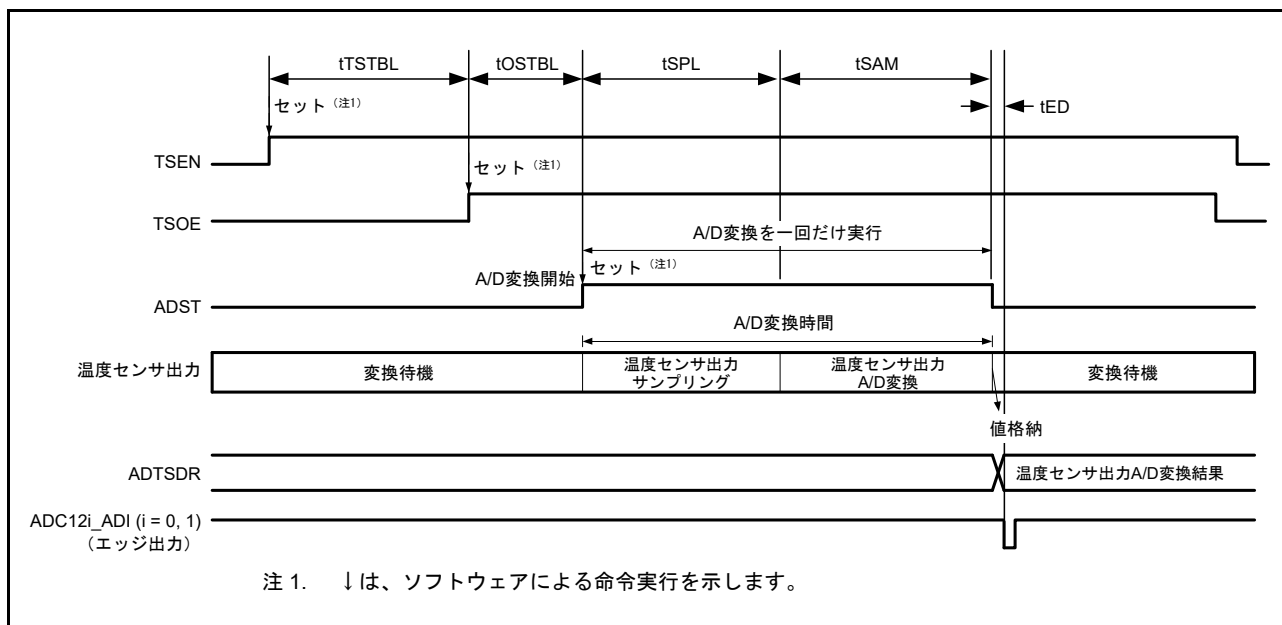 tTSTBL tOSTBL tSPL tSAM
tED
セット（注1）
TSEN
セット（注1）
TSOE
A/D変換を一回だけ実行
A/D変換開始 セット（注1）
ADST
A/D変換時間
温度センサ出力 変換待機 温度センサ出力 サンプリング 温度センサ出力 A/D変換 変換待機
値格納
ADTSDR 温度センサ出力A/D変換結果
ADC12i_ADI (i = 0, 1)
（エッジ出力）
注 1. ↓は、ソフトウェアによる命令実行を示します。